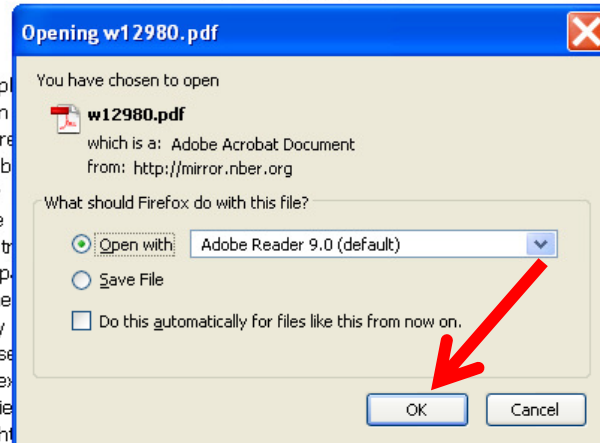 Opening w12980.pdf
You have chosen to open
w12980.pdf
which is a: Adobe Acrobat Document
from: http://mirror.nber.org
What should Firefox do with this file?
Open with Adobe Reader 9.0 (default)
Save File
Do this automatically for files like this from now on.
OK Cancel